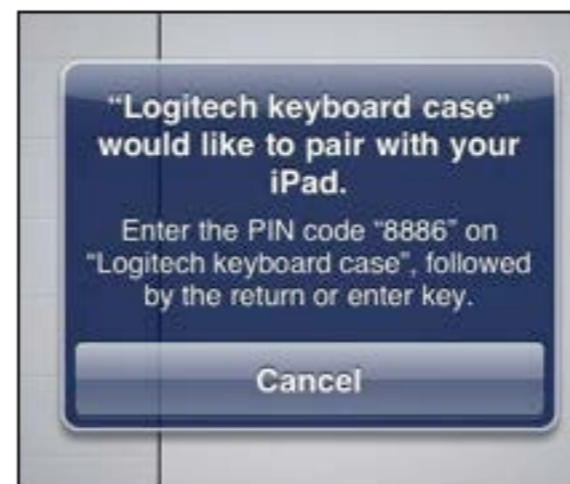 “Logitech keyboard case”
would like to pair with your
iPad.
Enter the PIN code “8886” on
“Logitech keyboard case”, followed
by the return or enter key.
Cancel